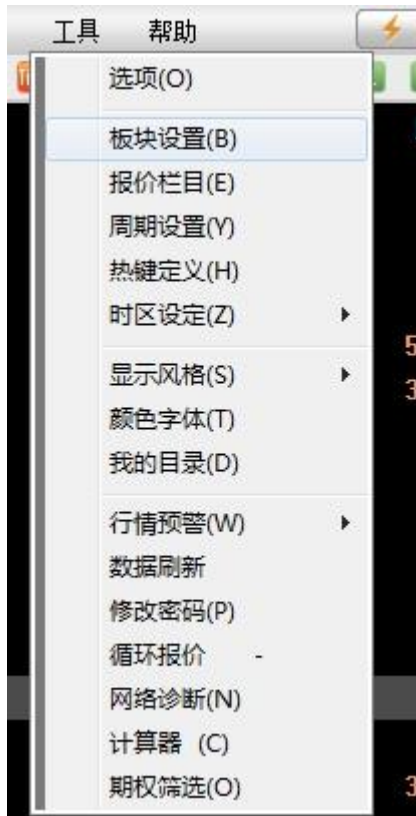 工具 帮助
选项(O)
板块设置(B)
报价栏目(E)
周期设置(Y)
热键定义(H)
时区设定(Z)
5
显示风格(S)
3
颜色字体(T)
我的目录(D)
行情预警(W)
数据刷新
修改密码(P)
循环报价 -
网络诊断(N)
计算器 (C)
期权筛选(O)
3